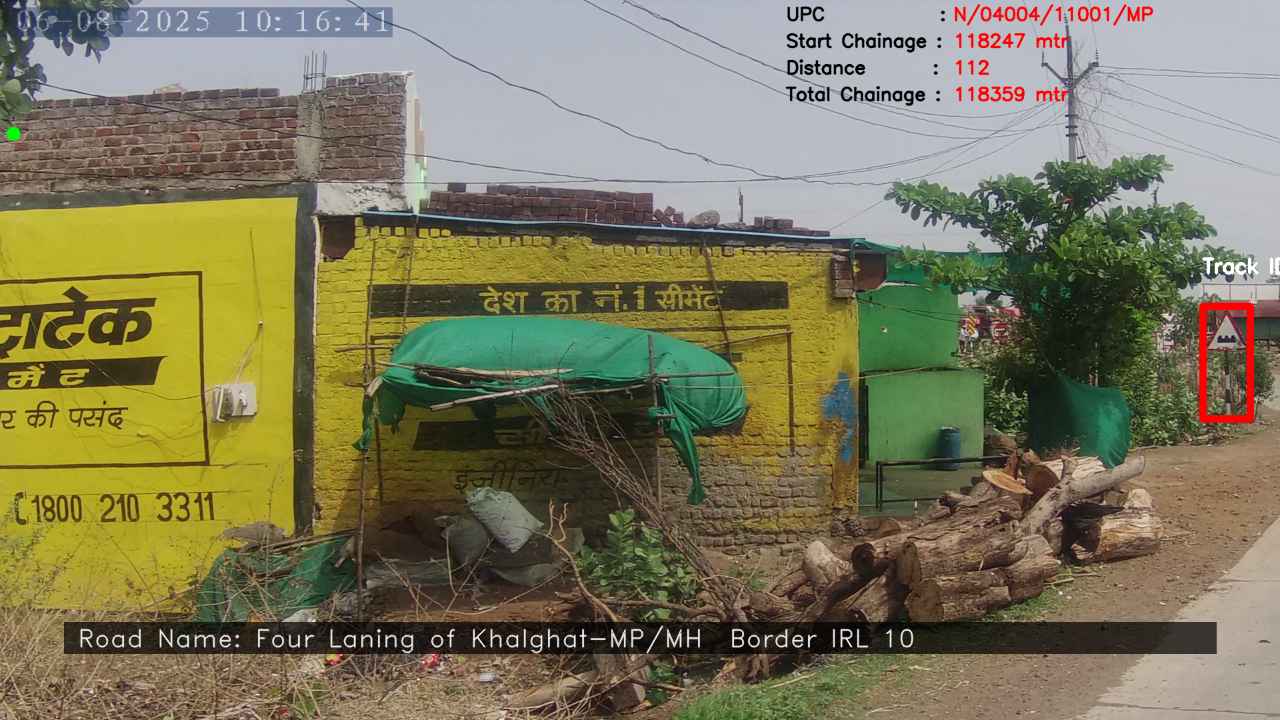 06-08-2025 10:16:41
UPC : N/04004/11001/MP
Start Chainage : 118247 mtr
Distance : 112
Total Chainage : 118359 mtr
Track ID
देश का नं.1 सीमेंट
ट्राटेक
मेंट
र की पसंद
1800 210 3311
Road Name: Four Laning of Khalghat-MP/MH Border IRL 10